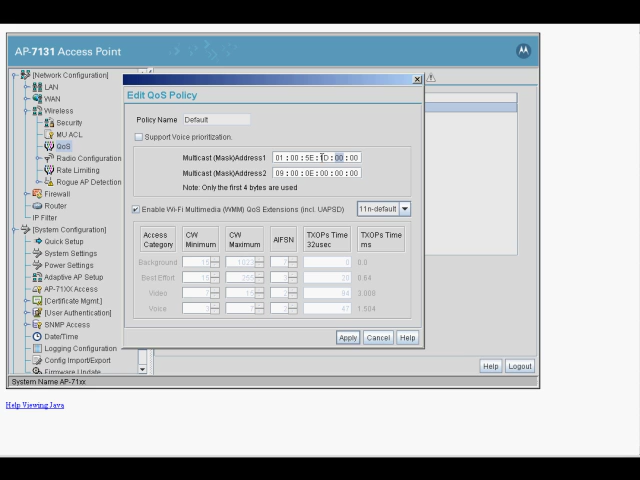 AP-7131 Access Point
[Network Configuration]
LAN
WAN
Wireless
Security
MU ACL
QoS
Radio Configuration
Rate Limiting
Rogue AP Detection
Firewall
Router
IP Filter
[System Configuration]
Quick Setup
System Settings
Power Settings
Adaptive AP Setup
AP-71XX Access
[Certificate Mgmt.]
[User Authentication]
SNMP Access
Date/Time
Logging Configuration
Config Import/Export
Firmware Update
Edit QoS Policy
Policy Name Default
Support Voice prioritization.
Multicast (Mask)Address1 01:00:5E:0D:00:00
Multicast (Mask)Address2 09:00:0E:00:00:00
Note: Only the first 4 bytes are used
Enable Wi-Fi Multimedia (WMM) QoS Extensions (incl. UAPSD) 11n-default
Access Category CW Minimum CW Maximum AIFSN TXOPs Time 32usec TXOPs Time ms
Background 15 1023 0 0.0
Best Effort 15 255 20 0.64
Video 7 15 94 3.000
Voice 47 1.504
Apply Cancel Help
Help Logout
System Name AP-71xx
Help Viewing Java